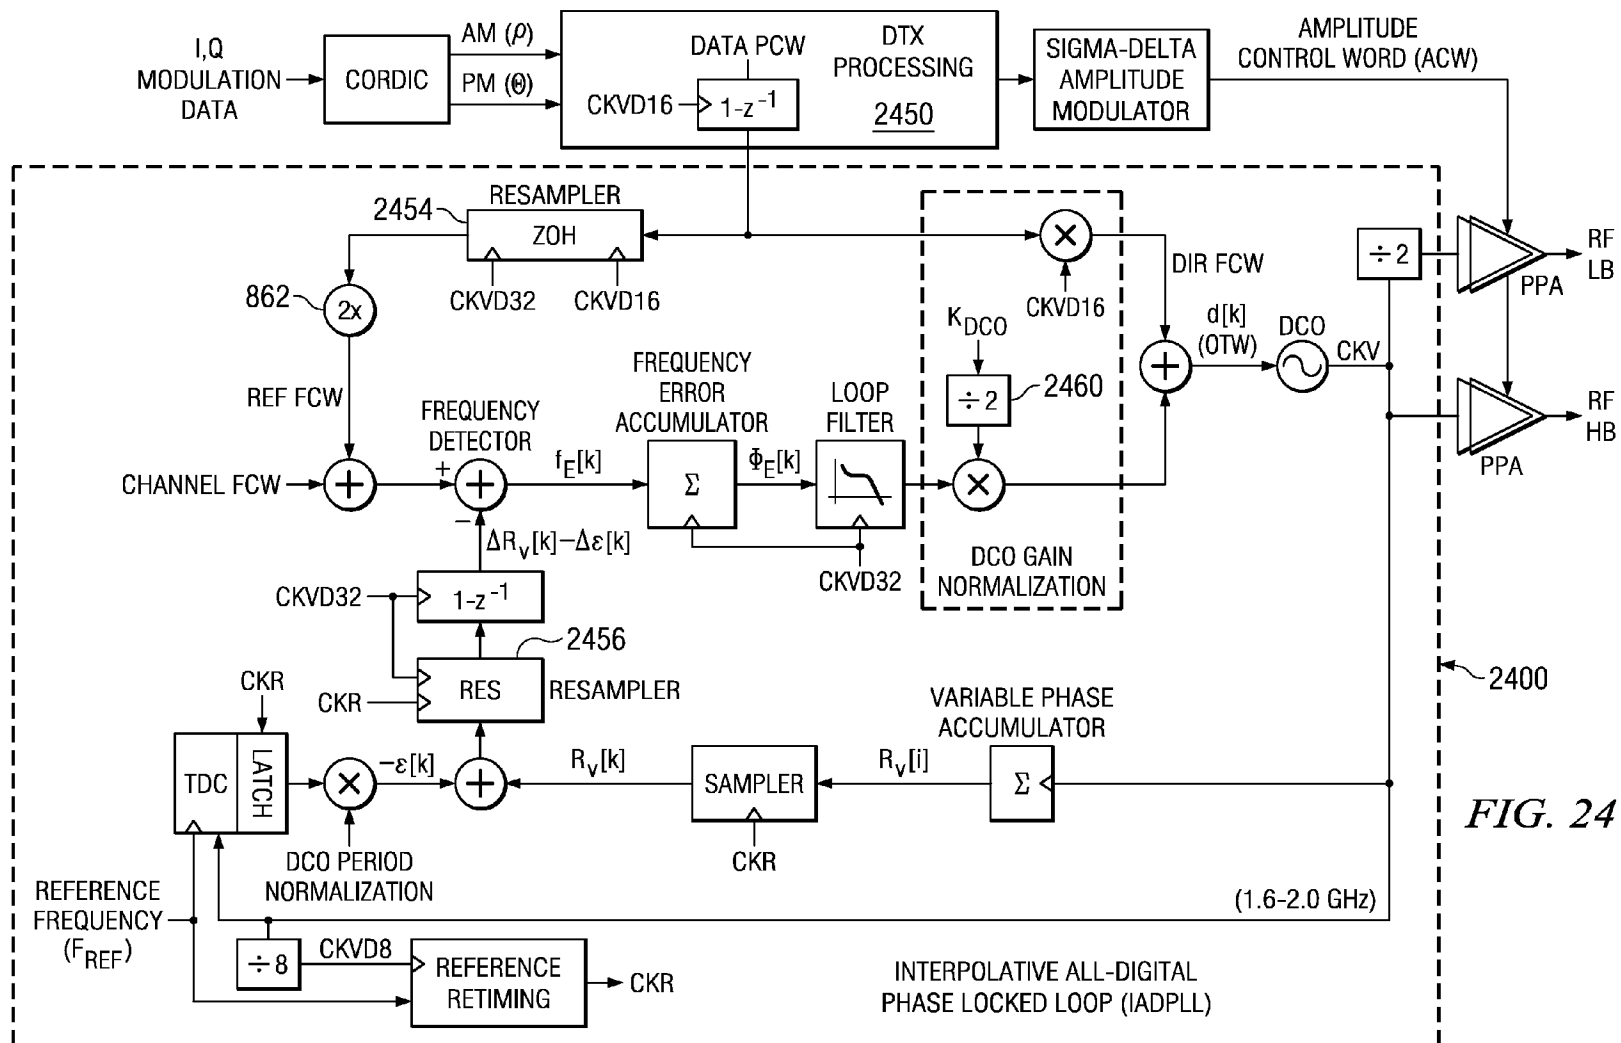 I,Q
MODULATION
DATA
CORDIC
AM (ρ)
PM (Θ)
DATA PCW
CKVD16
1-z⁻¹
DTX
PROCESSING
2450
SIGMA-DELTA
AMPLITUDE
MODULATOR
AMPLITUDE
CONTROL WORD (ACW)
RESAMPLER
2454
ZOH
CKVD32
CKVD16
862
2x
REF FCW
CHANNEL FCW
+
FREQUENCY
DETECTOR
+
+
−
f_E[k]
FREQUENCY
ERROR
ACCUMULATOR
Σ
Φ_E[k]
LOOP
FILTER
CKVD32
K_DCO
÷2
2460
×
×
CKVD16
DCO GAIN
NORMALIZATION
DIR FCW
+
d[k]
(OTW)
DCO
CKV
÷2
PPA
RF
LB
PPA
RF
HB
ΔR_v[k]−Δε[k]
CKVD32
1-z⁻¹
2456
CKR
RES
RESAMPLER
CKR
TDC
LATCH
×
−ε[k]
+
DCO PERIOD
NORMALIZATION
R_v[k]
SAMPLER
CKR
R_v[i]
VARIABLE PHASE
ACCUMULATOR
Σ
2400
FIG. 24
REFERENCE
FREQUENCY
(F_REF)
(1.6-2.0 GHz)
÷8
CKVD8
REFERENCE
RETIMING
CKR
INTERPOLATIVE ALL-DIGITAL
PHASE LOCKED LOOP (IADPLL)